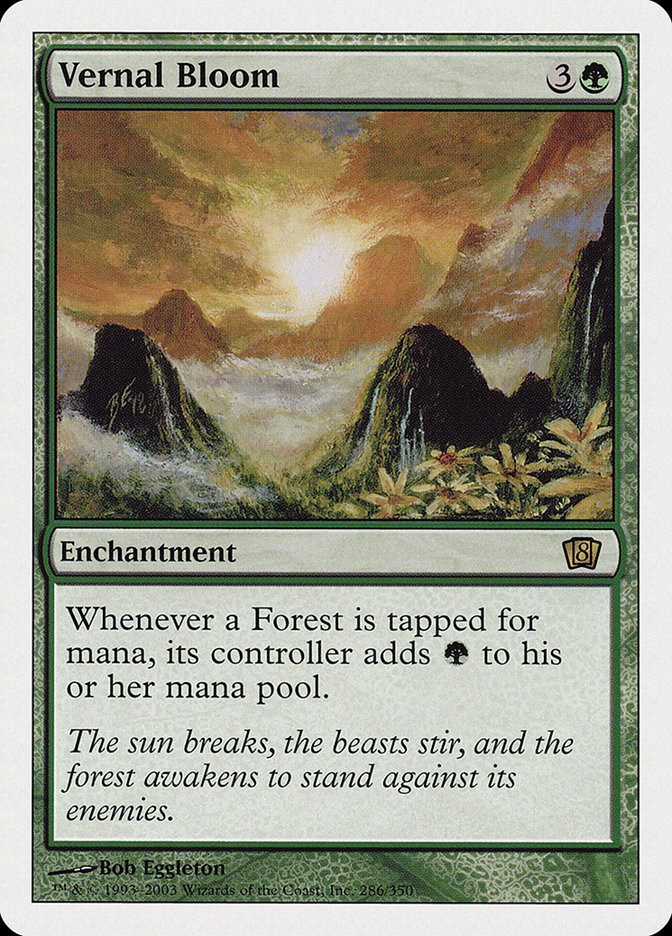 Vernal Bloom 3
Enchantment 8
Whenever a Forest is tapped for
mana, its controller adds to his
or her mana pool.
The sun breaks, the beasts stir, and the
forest awakens to stand against its
enemies.
Bob Eggleton
™ & © 1993–2003 Wizards of the Coast, Inc. 286/350